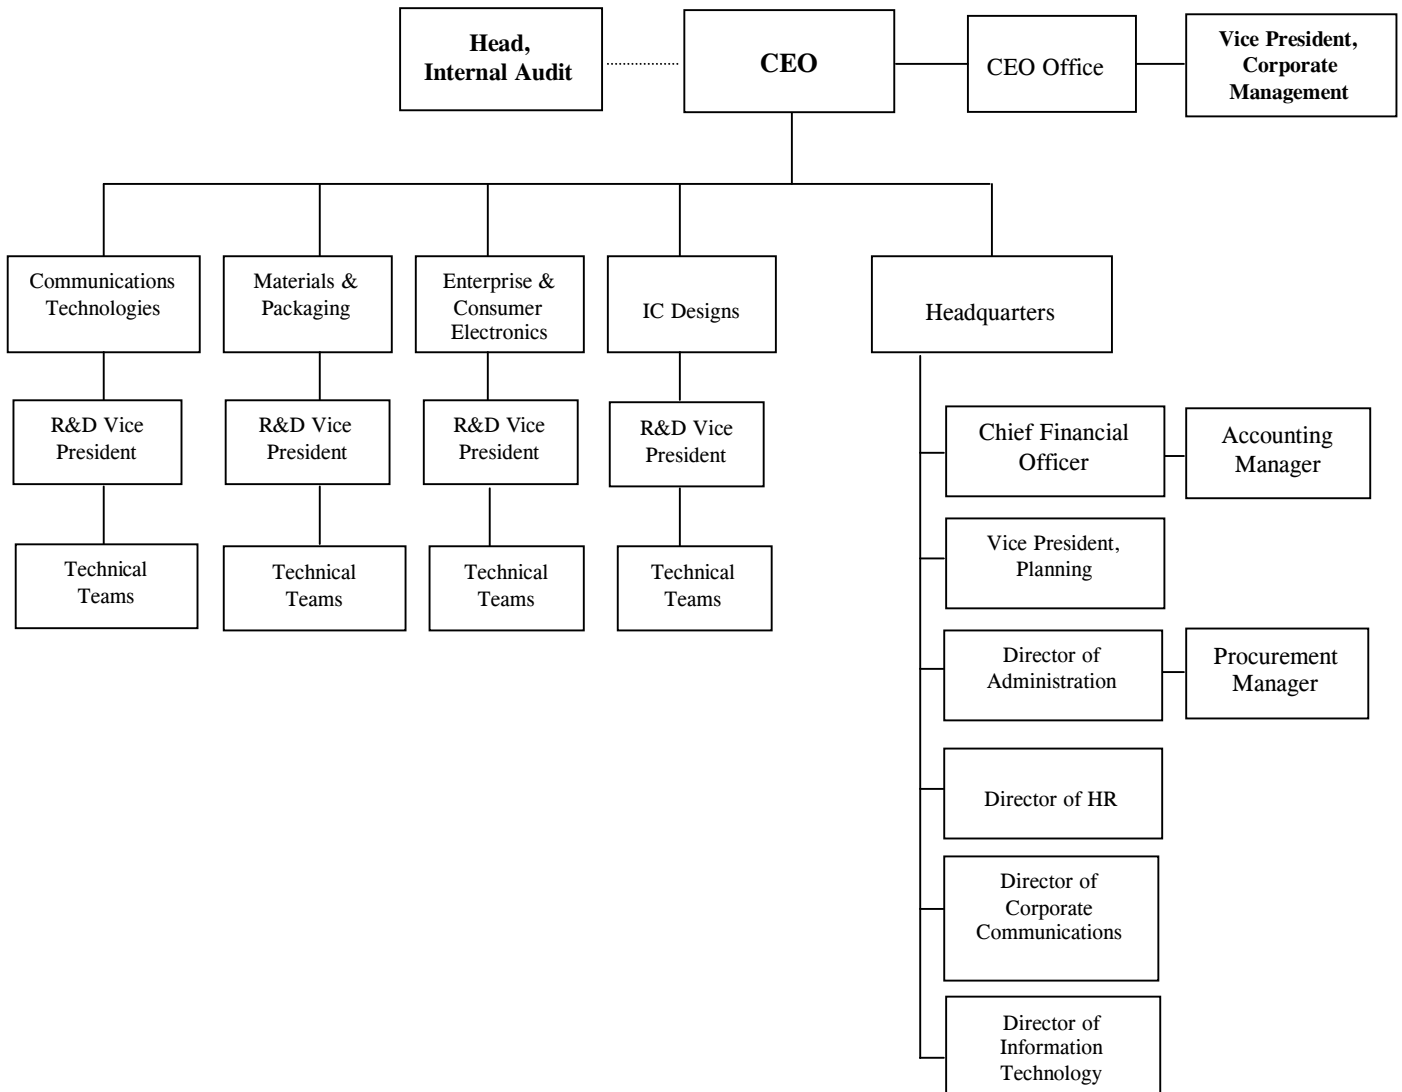 Head,
Internal Audit
CEO
CEO Office
Vice President,
Corporate
Management
Communications
Technologies
Materials &
Packaging
Enterprise &
Consumer
Electronics
IC Designs
Headquarters
R&D Vice
President
R&D Vice
President
R&D Vice
President
R&D Vice
President
Technical
Teams
Technical
Teams
Technical
Teams
Technical
Teams
Chief Financial
Officer
Accounting
Manager
Vice President,
Planning
Director of
Administration
Procurement
Manager
Director of HR
Director of
Corporate
Communications
Director of
Information
Technology